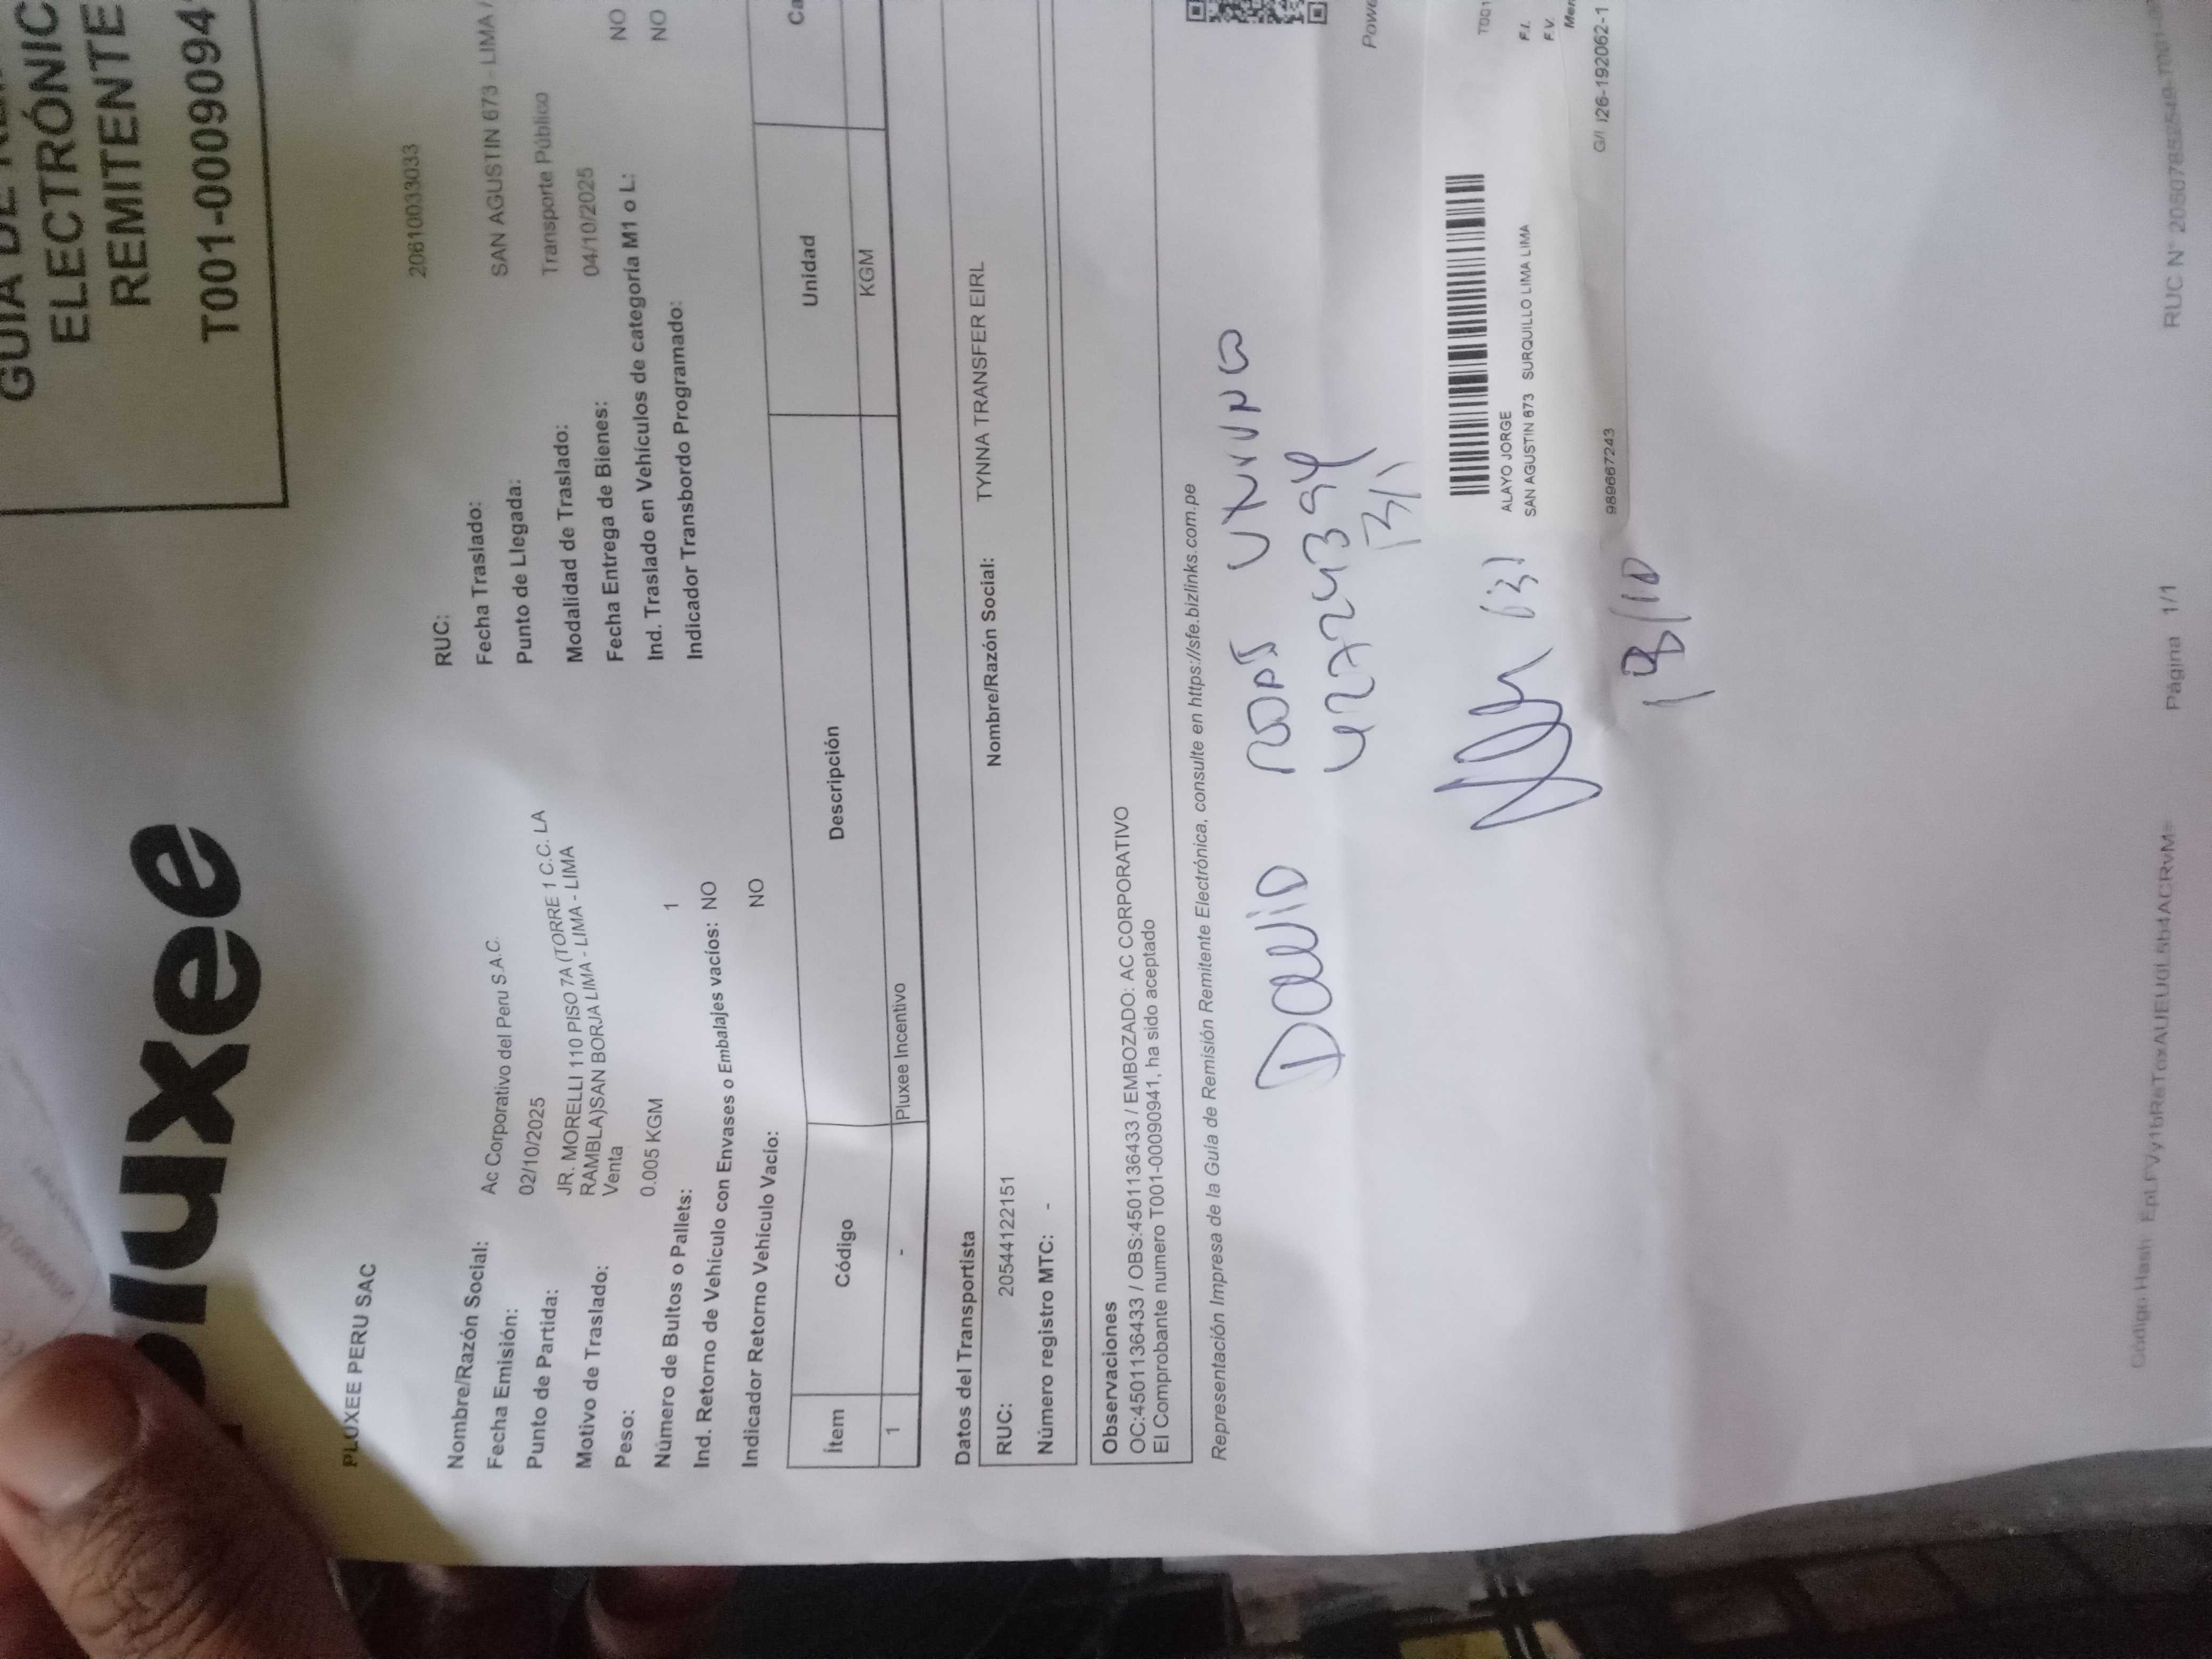 pluxee
ELECTRÓNIC
REMITENTE
T001-0009094
PLUXEE PERU SAC
RUC: 20610033033
Nombre/Razón Social: Ac Corporativo del Peru S.A.C.
Fecha Traslado:
Fecha Emisión: 02/10/2025
Punto de Llegada: SAN AGUSTIN 673 - LIMA /
Punto de Partida: JR. MORELLI 110 PISO 7A (TORRE 1 C.C. LA
RAMBLA)SAN BORJA LIMA - LIMA - LIMA
Modalidad de Traslado: Transporte Público
Motivo de Traslado: Venta
Fecha Entrega de Bienes: 04/10/2025
Peso: 0.005 KGM
Ind. Traslado en Vehículos de categoría M1 o L: NO
Número de Bultos o Pallets: 1
Indicador Transbordo Programado: NO
Ind. Retorno de Vehículo con Envases o Embalajes vacíos: NO
Indicador Retorno Vehículo Vacío: NO
Ítem Código Descripción Unidad Ca
1 - Pluxee Incentivo KGM
Datos del Transportista
RUC: 20544122151 Nombre/Razón Social: TYNNA TRANSFER EIRL
Número registro MTC: -
Observaciones
OC:4501136433 / OBS:4501136433 / EMBOZADO: AC CORPORATIVO
El Comprobante numero T001-00090941, ha sido aceptado
Representación Impresa de la Guía de Remisión Remitente Electrónica, consulte en https://sfe.bizlinks.com.pe
Powe
DAVID
T001
ALAYO JORGE
F.I.
SAN AGUSTIN 673 SURQUILLO LIMA LIMA
F.V.
989667243
G/I I26-192062-1
Página 1/1